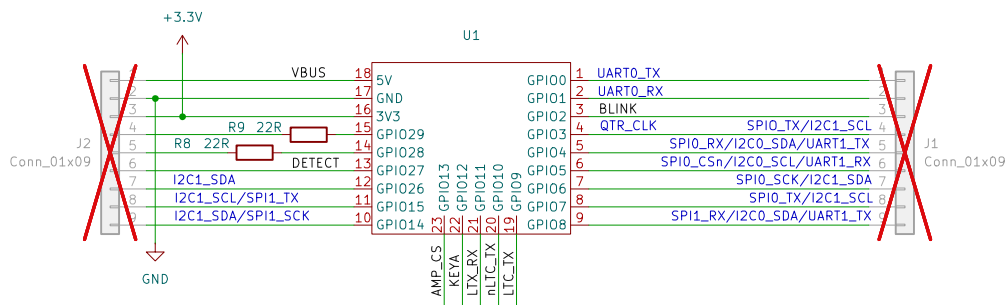 +3.3V
U1
VBUS 18 5V GPIO0 1 UART0_TX
2 17 GND GPIO1 2 UART0_RX 2
3 16 3V3 GPIO2 3 BLINK 3
4 R9 22R 15 GPIO29 GPIO3 4 QTR_CLK SPI0_TX/I2C1_SCL 4
J2 5 R8 22R 14 GPIO28 GPIO4 5 SPI0_RX/I2C0_SDA/UART1_TX 5 J1
Conn_01x09 6 DETECT 13 GPIO27 GPIO5 6 SPI0_CSn/I2C0_SCL/UART1_RX 6 Conn_01x09
7 I2C1_SDA 12 GPIO26 GPIO6 7 SPI0_SCK/I2C1_SDA 7
8 I2C1_SCL/SPI1_TX 11 GPIO15 GPIO7 8 SPI0_TX/I2C1_SCL 8
I2C1_SDA/SPI1_SCK 10 GPIO14 GPIO8 9 SPI1_RX/I2C0_SDA/UART1_TX
GPIO13 GPIO12 GPIO11 GPIO10 GPIO9
23 22 21 20 19
AMP_CS KEYA LTX_RX nLTC_TX LTC_TX
GND